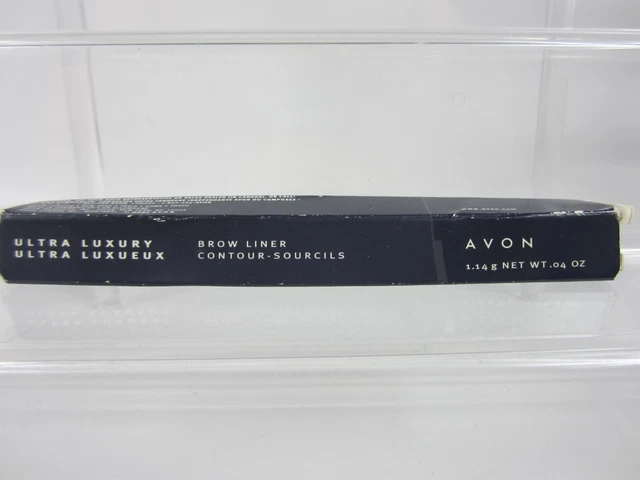 ULTRA LUXURY
ULTRA LUXUEUX
BROW LINER
CONTOUR-SOURCILS
AVON
1.14 g NET WT .04 OZ